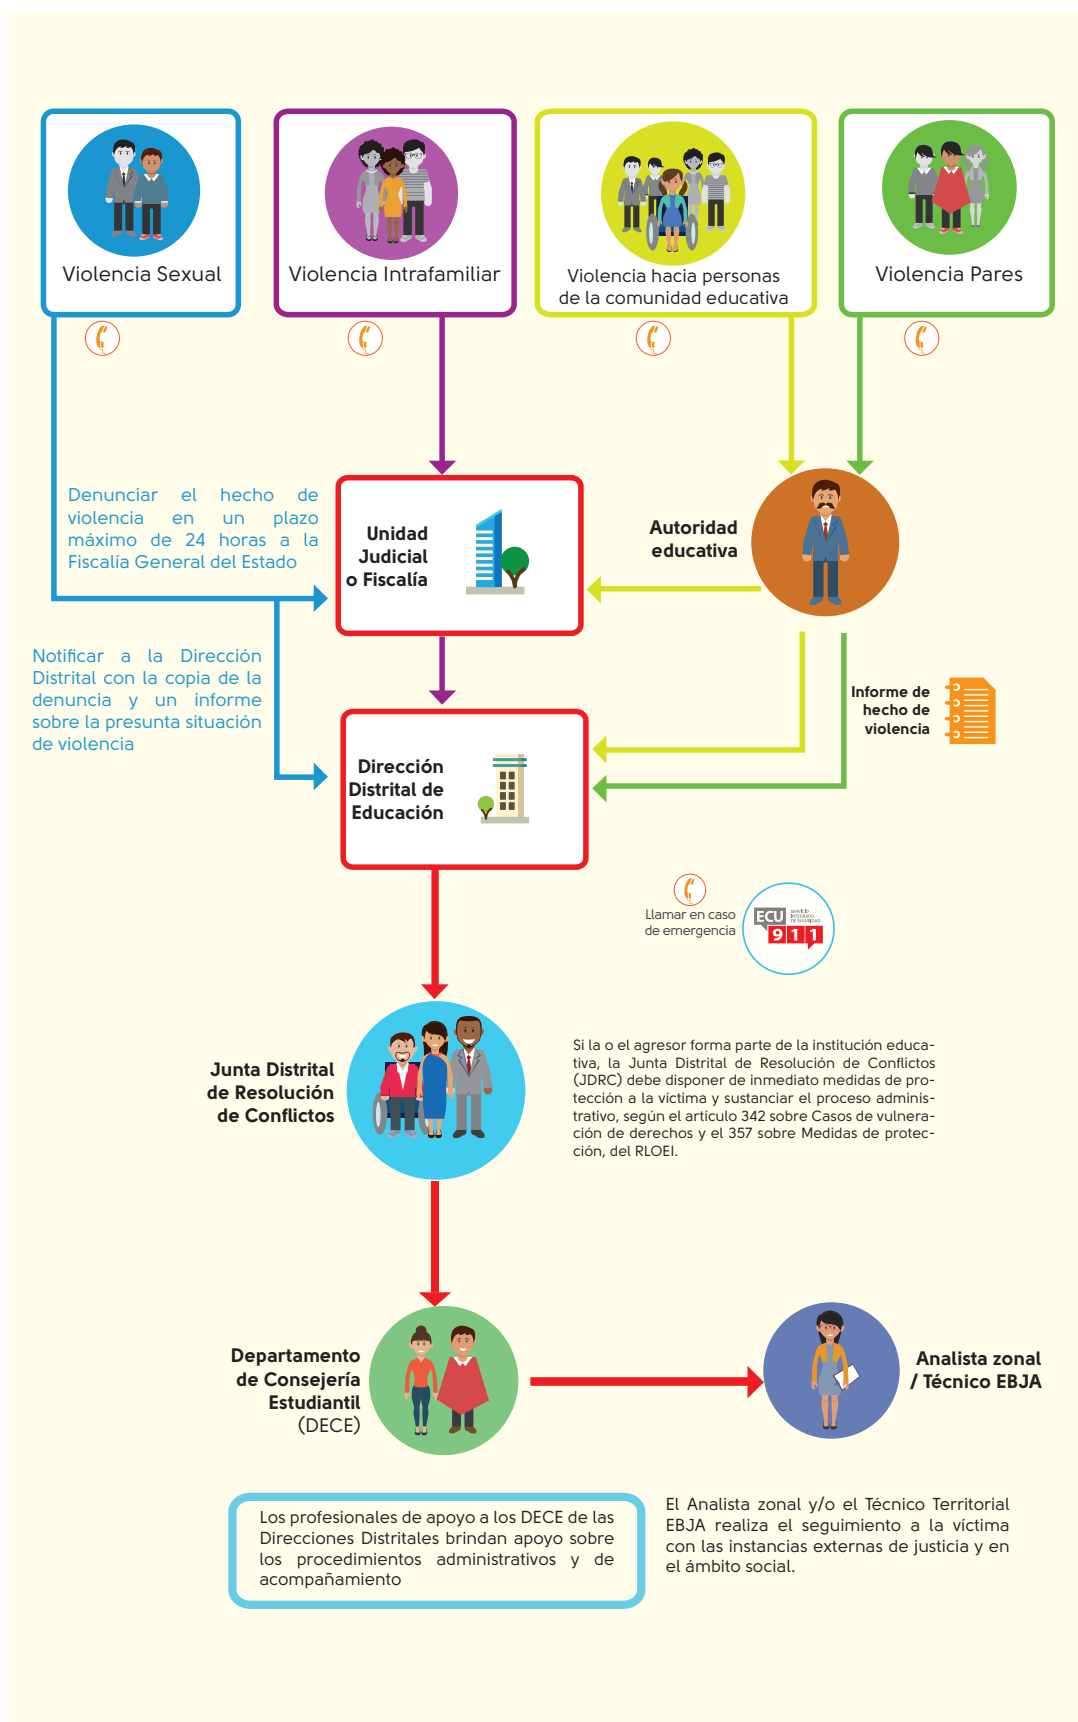 Violencia Sexual
Violencia Intrafamiliar
Violencia hacia personas
de la comunidad educativa
Violencia Pares
Denunciar el hecho de
violencia en un plazo
máximo de 24 horas a la
Fiscalía General del Estado
Unidad
Judicial
o Fiscalía
Autoridad
educativa
Notificar a la Dirección
Distrital con la copia de la
denuncia y un informe
sobre la presunta situación
de violencia
Informe de
hecho de
violencia
Dirección
Distrital de
Educación
Llamar en caso
de emergencia
ECU
SERVICIO
INTEGRADO
DE SEGURIDAD
911
Junta Distrital
de Resolución
de Conflictos
Si la o el agresor forma parte de la institución educa-
tiva, la Junta Distrital de Resolución de Conflictos
(JDRC) debe disponer de inmediato medidas de pro-
tección a la víctima y sustanciar el proceso adminis-
trativo, según el artículo 342 sobre Casos de vulnera-
ción de derechos y el 357 sobre Medidas de protec-
ción, del RLOEI.
Departamento
de Consejería
Estudiantil
(DECE)
Analista zonal
/ Técnico EBJA
Los profesionales de apoyo a los DECE de las
Direcciones Distritales brindan apoyo sobre
los procedimientos administrativos y de
acompañamiento
El Analista zonal y/o el Técnico Territorial
EBJA realiza el seguimiento a la víctima
con las instancias externas de justicia y en
el ámbito social.